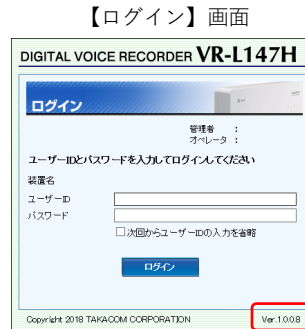 【ログイン】画面
DIGITAL VOICE RECORDER VR-L147H
ログイン
管理者 :
オペレータ :
ユーザーIDとパスワードを入力してログインしてください
装置名
ユーザーID
パスワード
次回からユーザーIDの入力を省略
ログイン
Copyright 2018 TAKACOM CORPORATION Ver.1.0.0.8